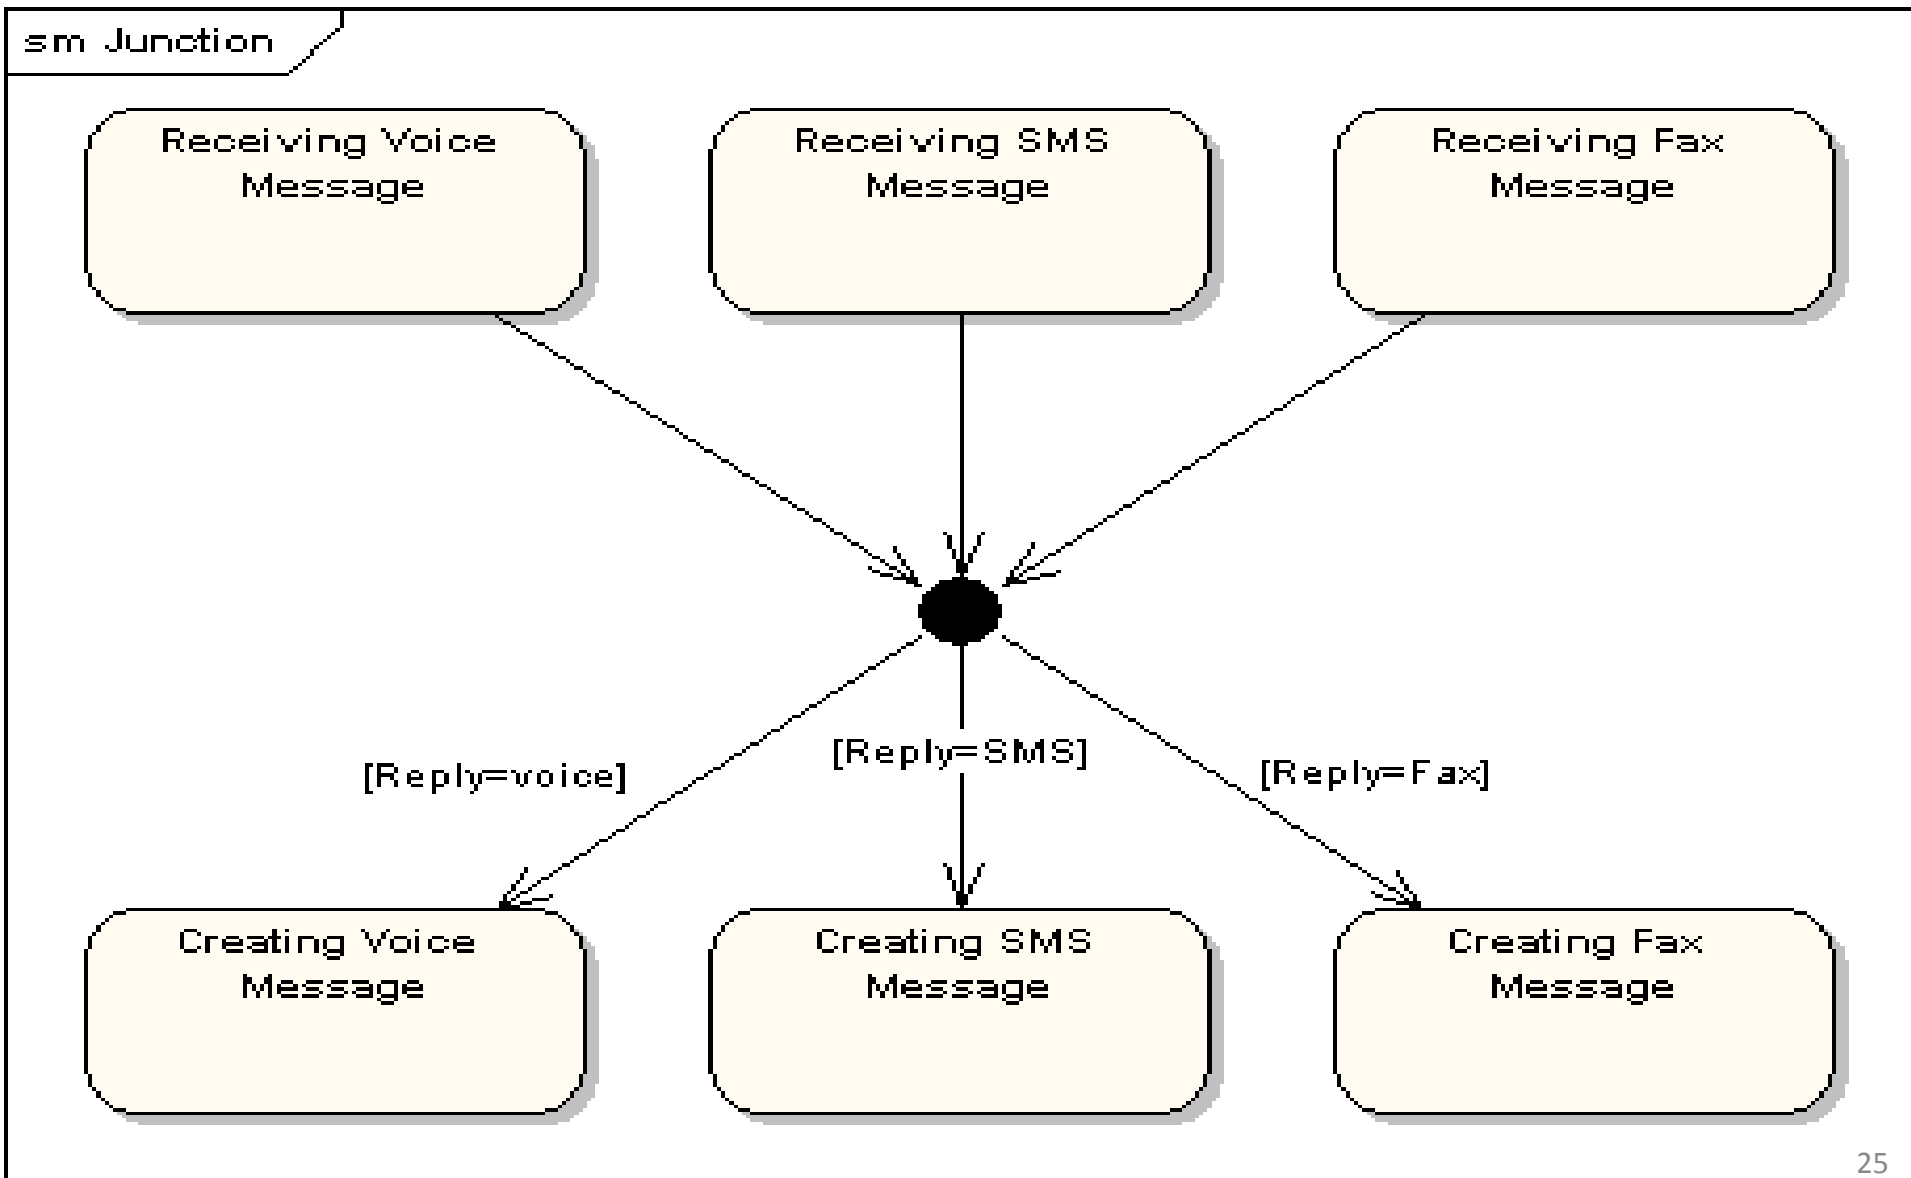 sm Junction
Receiving Voice
Message
Receiving SMS
Message
Receiving Fax
Message
[Reply=voice]
[Reply=SMS]
[Reply=Fax]
Creating Voice
Message
Creating SMS
Message
Creating Fax
Message
25